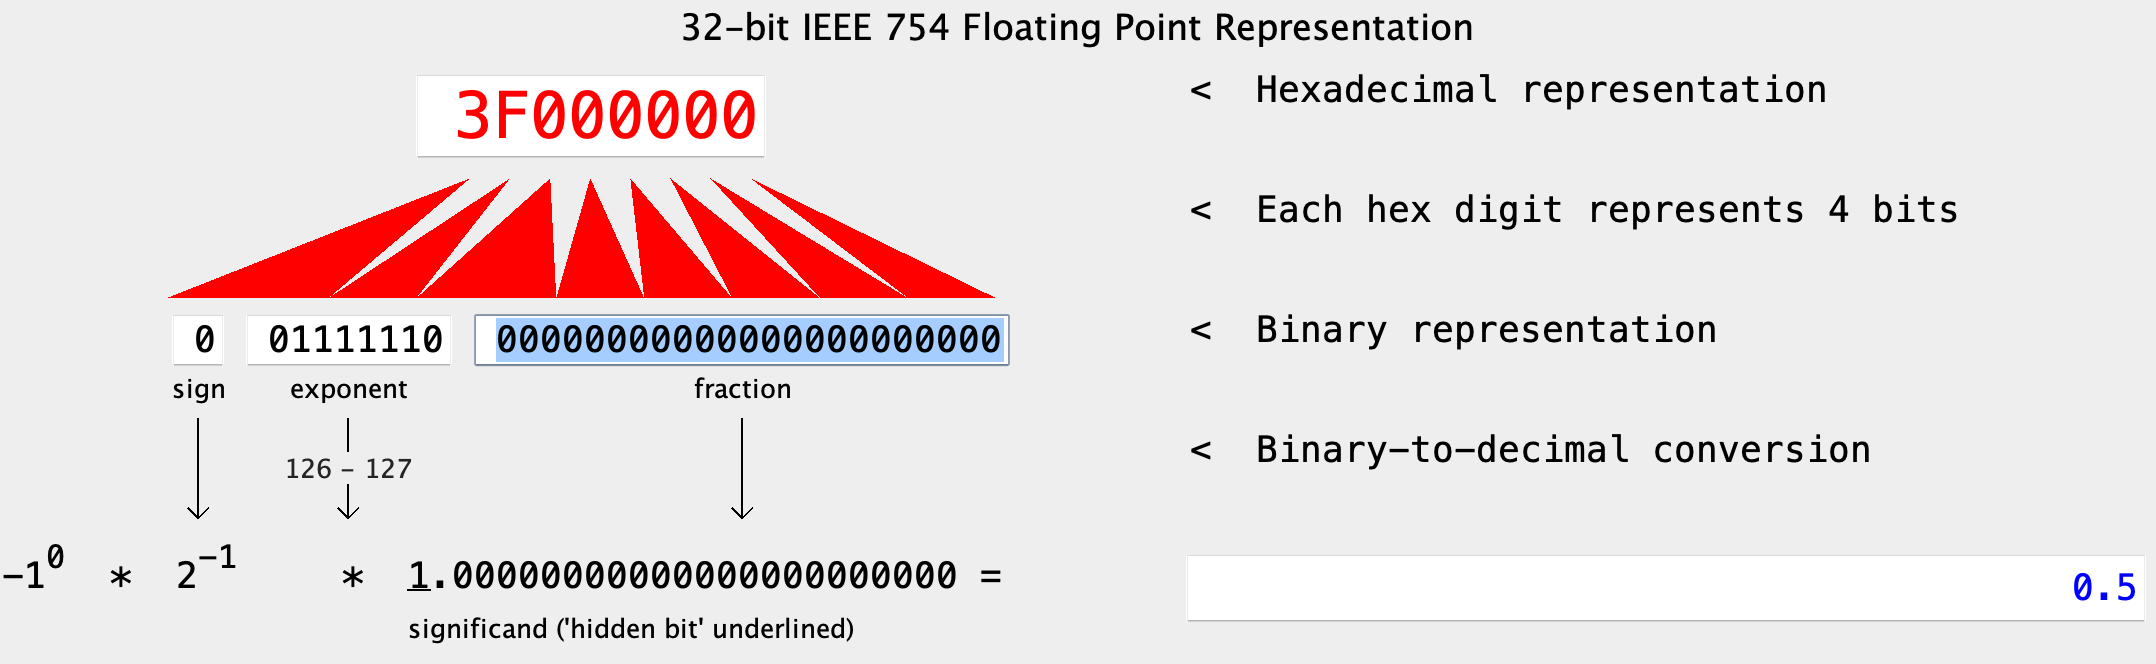 32-bit IEEE 754 Floating Point Representation
3F000000 < Hexadecimal representation
< Each hex digit represents 4 bits
0 01111110 00000000000000000000000 < Binary representation
sign exponent fraction
126 - 127 < Binary-to-decimal conversion
-1^0 * 2^-1 * 1.00000000000000000000000 = 0.5
significand ('hidden bit' underlined)